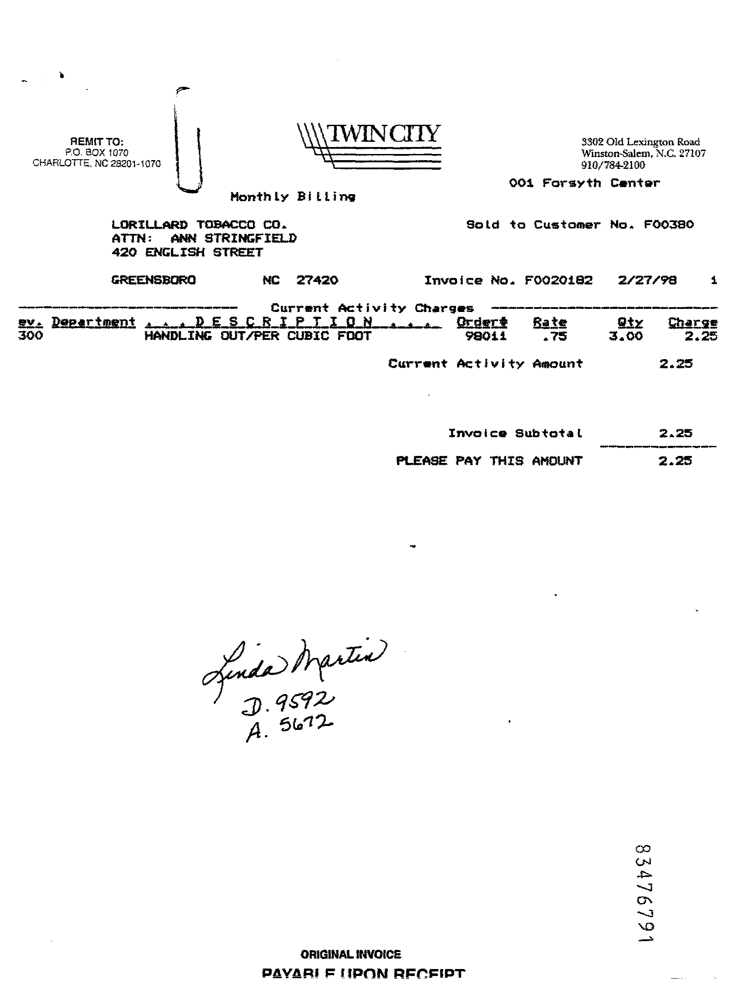 TWIN CITY
REMIT TO:
P.O. BOX 1070
CHARLOTTE, NC 28201-1070
3302 Old Lexington Road
Winston-Salem, N.C. 27107
910/784-2100
001 Forsyth Center
Monthly Billing
LORILLARD TOBACCO CO. Sold to Customer No. F00380
ATTN: ANN STRINGFIELD
420 ENGLISH STREET
GREENSBORO NC 27420 Invoice No. F0020182 2/27/98 1
Current Activity Charges
ev. Department . . . D E S C R I P T I O N . . . . Order# Rate Qty Charge
300 HANDLING OUT/PER CUBIC FOOT 98011 .75 3.00 2.25
Current Activity Amount 2.25
Invoice Subtotal 2.25
PLEASE PAY THIS AMOUNT 2.25
Linda Martin
D. 9592
A. 5672
83476791
ORIGINAL INVOICE
PAYABLE UPON RECEIPT